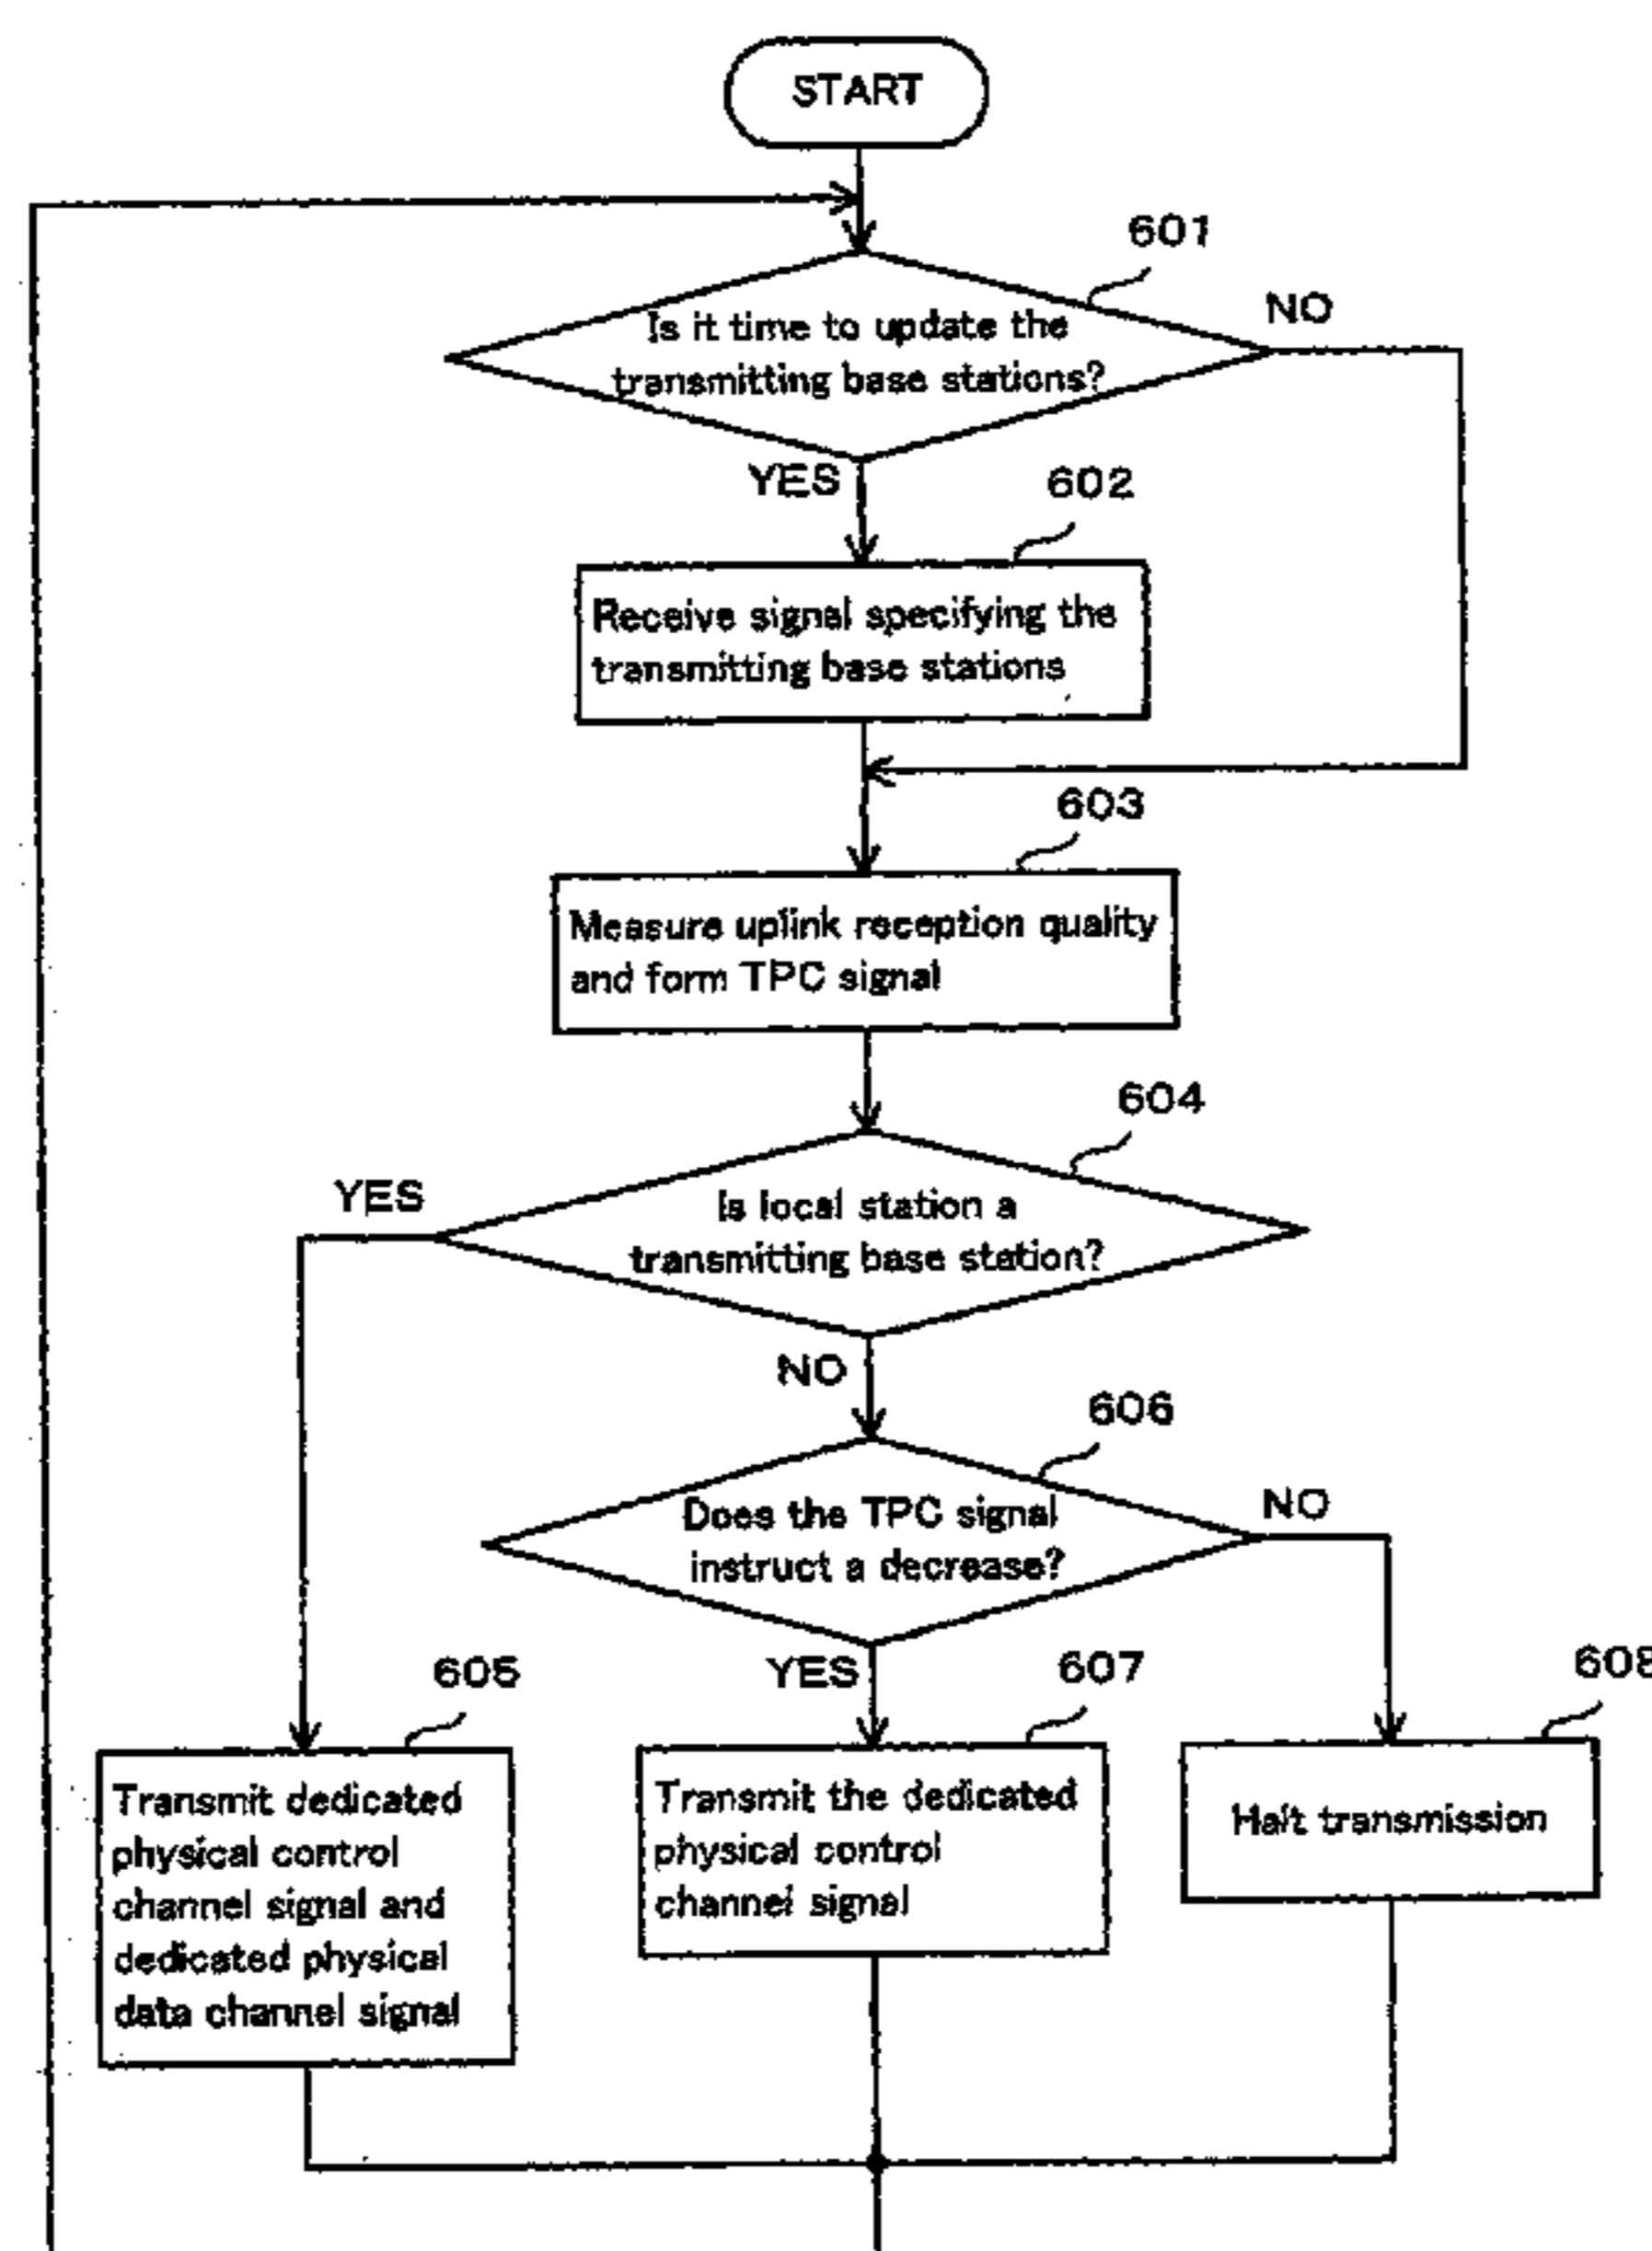 START
601
NO
Is it time to update the
transmitting base stations?
YES
602
Receive signal specifying the
transmitting base stations
603
Measure uplink reception quality
and form TPC signal
604
YES
Is local station a
transmitting base station?
NO
606
NO
Does the TPC signal
instruct a decrease?
YES
605
607
608
Transmit dedicated
physical control
channel signal and
dedicated physical
data channel signal
Transmit the dedicated
physical control
channel signal
Halt transmission